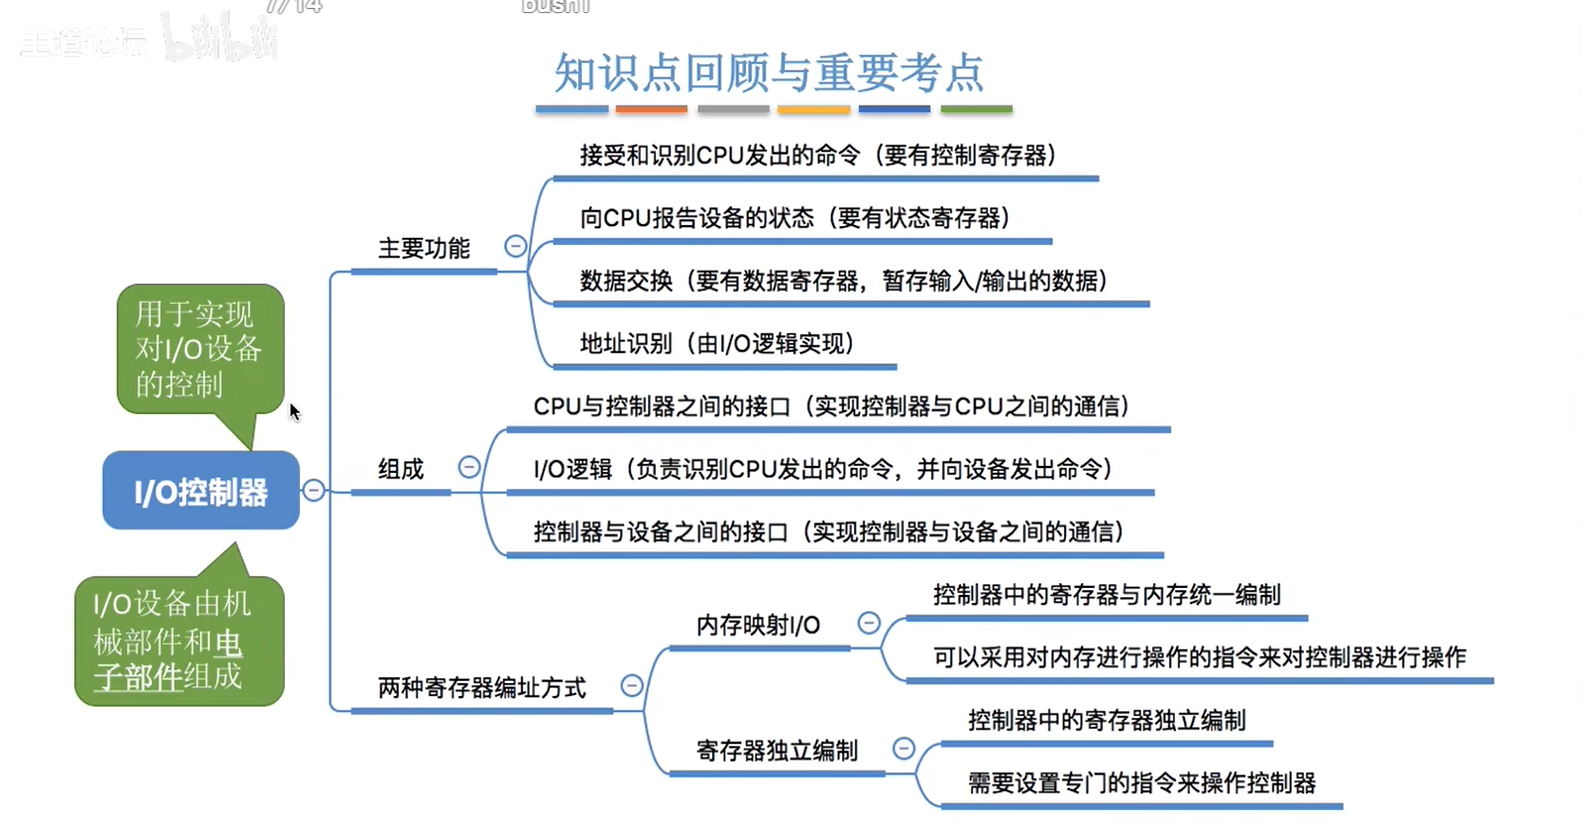 7/14
bushi
王道论坛 bilibili
知识点回顾与重要考点
接受和识别CPU发出的命令（要有控制寄存器）
向CPU报告设备的状态（要有状态寄存器）
主要功能
数据交换（要有数据寄存器，暂存输入/输出的数据）
地址识别（由I/O逻辑实现）
用于实现
对I/O设备
的控制
CPU与控制器之间的接口（实现控制器与CPU之间的通信）
组成
I/O逻辑（负责识别CPU发出的命令，并向设备发出命令）
I/O控制器
控制器与设备之间的接口（实现控制器与设备之间的通信）
I/O设备由机
械部件和电
子部件组成
控制器中的寄存器与内存统一编制
内存映射I/O
可以采用对内存进行操作的指令来对控制器进行操作
两种寄存器编址方式
控制器中的寄存器独立编制
寄存器独立编制
需要设置专门的指令来操作控制器